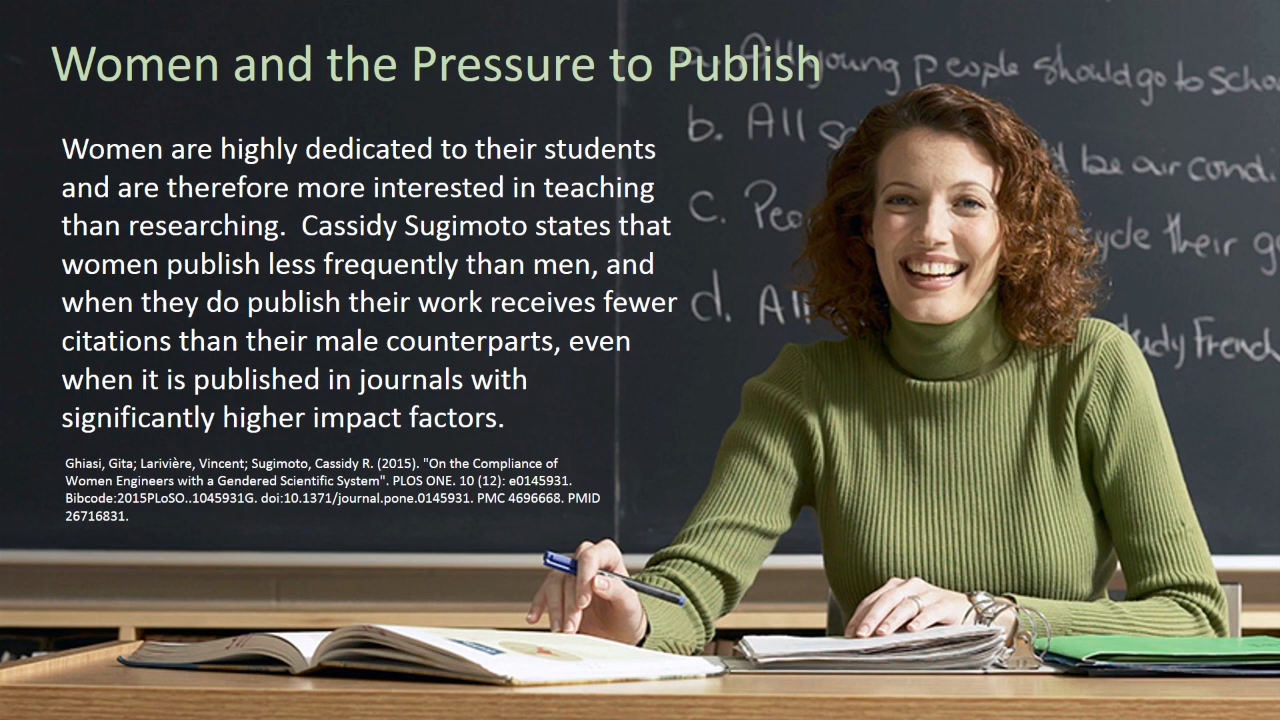 Women and the Pressure to Publish
Women are highly dedicated to their students
and are therefore more interested in teaching
than researching.  Cassidy Sugimoto states that
women publish less frequently than men, and
when they do publish their work receives fewer
citations than their male counterparts, even
when it is published in journals with
significantly higher impact factors.
Ghiasi, Gita; Larivière, Vincent; Sugimoto, Cassidy R. (2015). "On the Compliance of
Women Engineers with a Gendered Scientific System". PLOS ONE. 10 (12): e0145931.
Bibcode:2015PLoSO..1045931G. doi:10.1371/journal.pone.0145931. PMC 4696668. PMID
26716831.
a. All young people should go to
b. All be air
c. their
d. All French